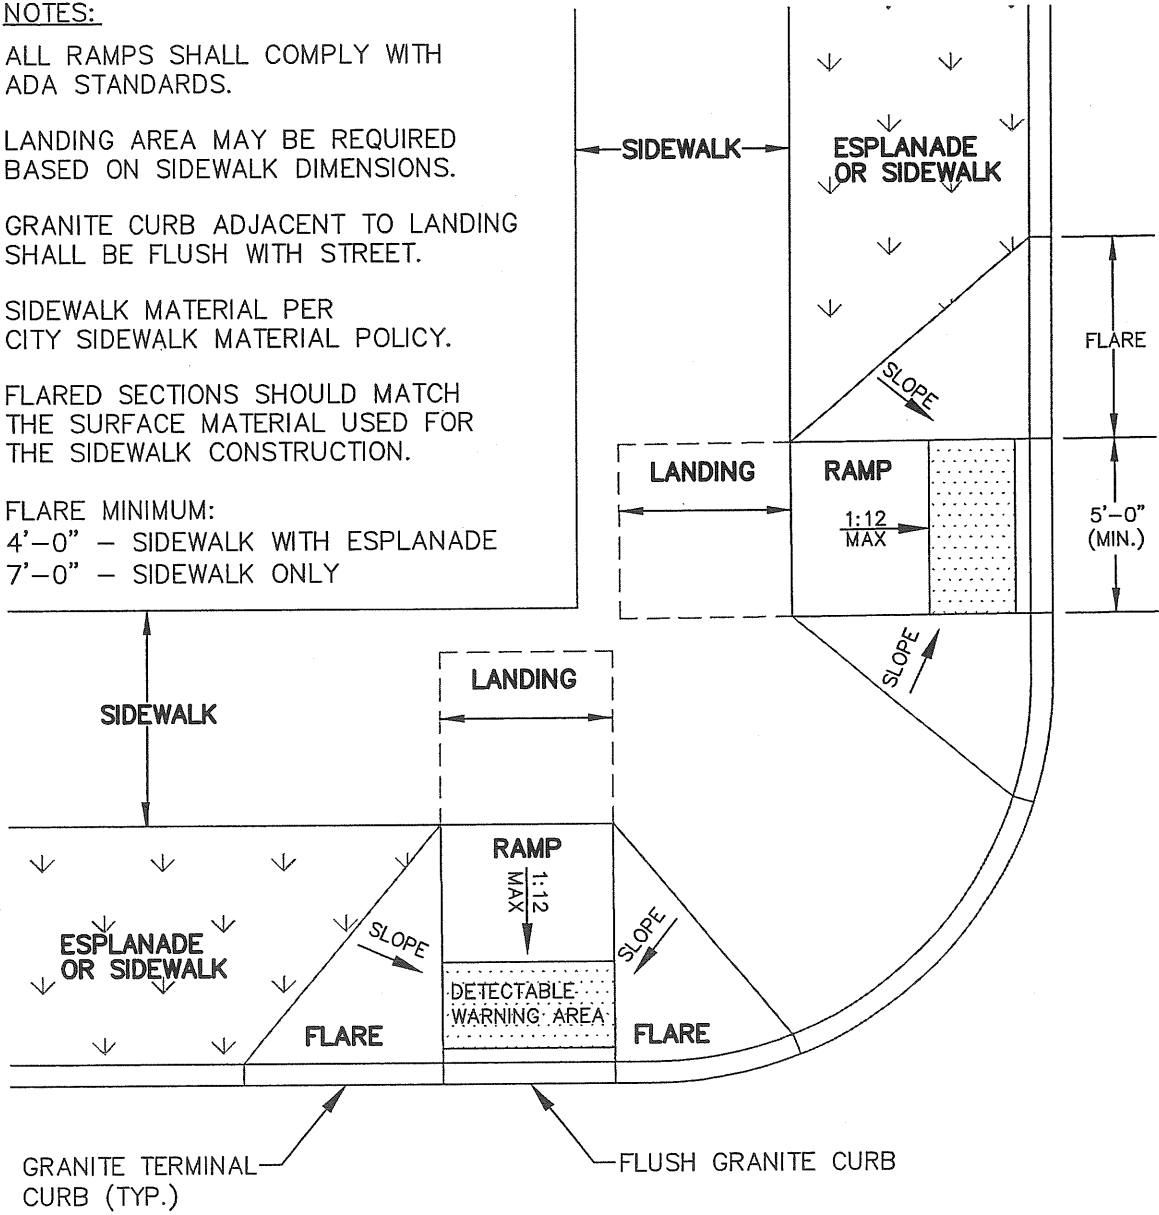 NOTES:
ALL RAMPS SHALL COMPLY WITH
ADA STANDARDS.
LANDING AREA MAY BE REQUIRED
BASED ON SIDEWALK DIMENSIONS.
GRANITE CURB ADJACENT TO LANDING
SHALL BE FLUSH WITH STREET.
SIDEWALK MATERIAL PER
CITY SIDEWALK MATERIAL POLICY.
FLARED SECTIONS SHOULD MATCH
THE SURFACE MATERIAL USED FOR
THE SIDEWALK CONSTRUCTION.
FLARE MINIMUM:
4'-0" – SIDEWALK WITH ESPLANADE
7'-0" – SIDEWALK ONLY
SIDEWALK
ESPLANADE
OR SIDEWALK
FLARE
SLOPE
LANDING
RAMP
1:12
MAX
5'-0"
(MIN.)
SLOPE
LANDING
SIDEWALK
RAMP
1:12
MAX
SLOPE
SLOPE
ESPLANADE
OR SIDEWALK
DETECTABLE
WARNING AREA
FLARE
FLARE
GRANITE TERMINAL
CURB (TYP.)
FLUSH GRANITE CURB